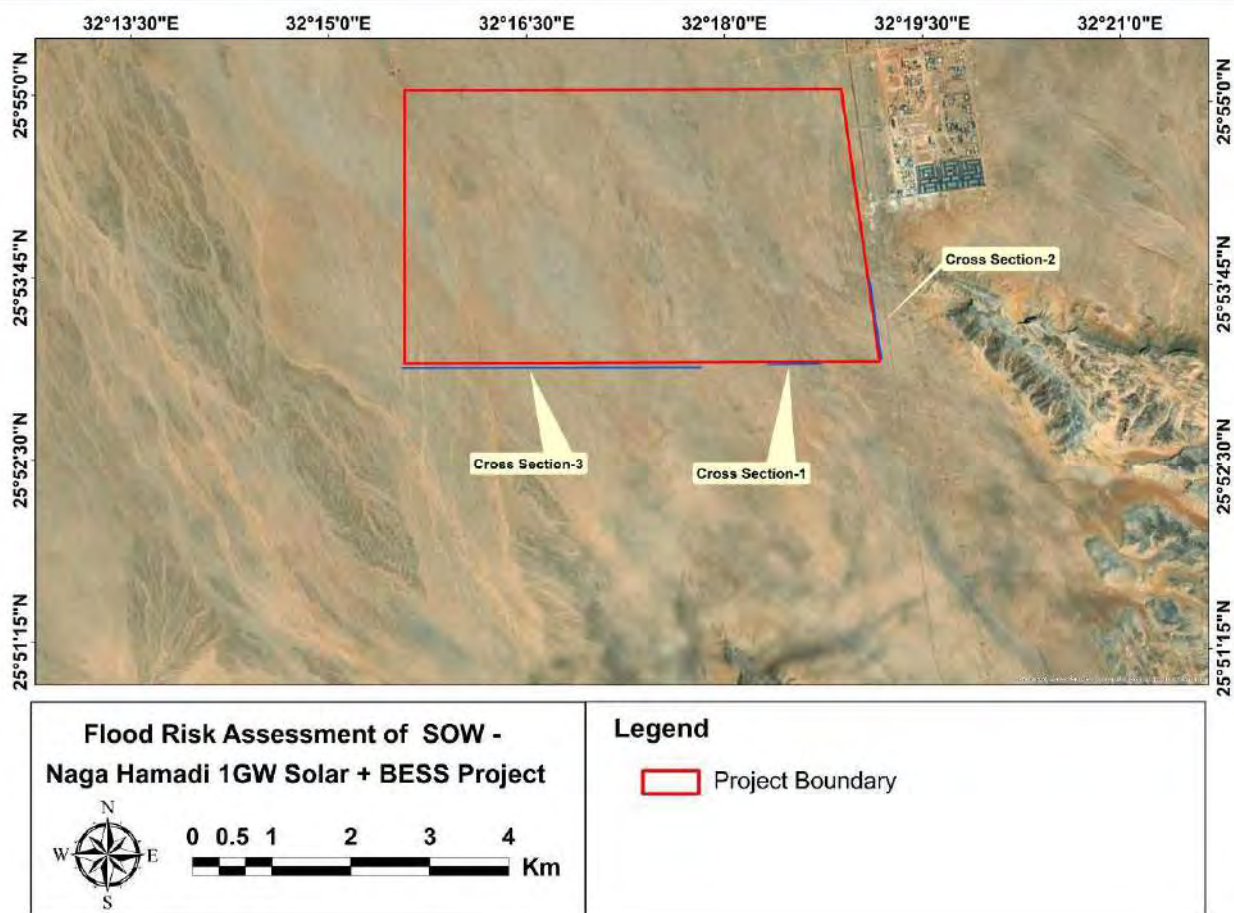 32°13'30"E 32°15'0"E 32°16'30"E 32°18'0"E 32°19'30"E 32°21'0"E
25°55'0"N 25°55'0"N
25°53'45"N 25°53'45"N
Cross Section-2
Cross Section-3
Cross Section-1
25°52'30"N 25°52'30"N
25°51'15"N 25°51'15"N
Flood Risk Assessment of SOW -
Naga Hamadi 1GW Solar + BESS Project
N
W E
S
0 0.5 1 2 3 4
Km
Legend
Project Boundary